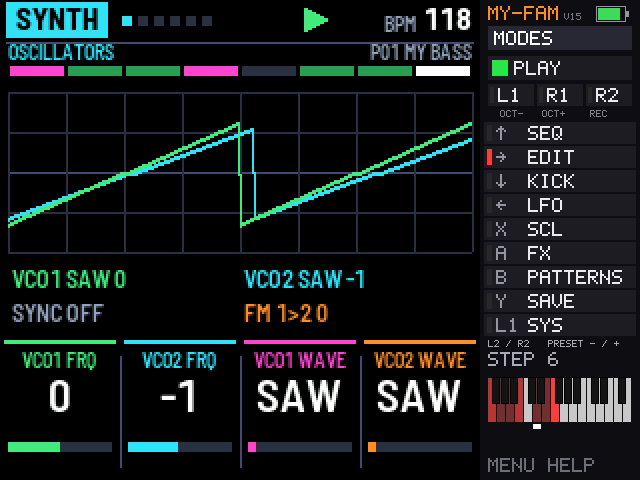 SYNTH
BPM 118
OSCILLATORS
P01 MY BASS
VCO1 SAW 0
VCO2 SAW -1
SYNC OFF
FM 1>2 0
VCO1 FRQ
VCO2 FRQ
VCO1 WAVE
VCO2 WAVE
0
-1
SAW
SAW
MY-FAM V15
MODES
PLAY
L1 R1 R2
OCT- OCT+ REC
↑ SEQ
→ EDIT
↓ KICK
← LFO
X SCL
A FX
B PATTERNS
Y SAVE
L1 SYS
L2 / R2 PRESET - / +
STEP 6
MENU HELP